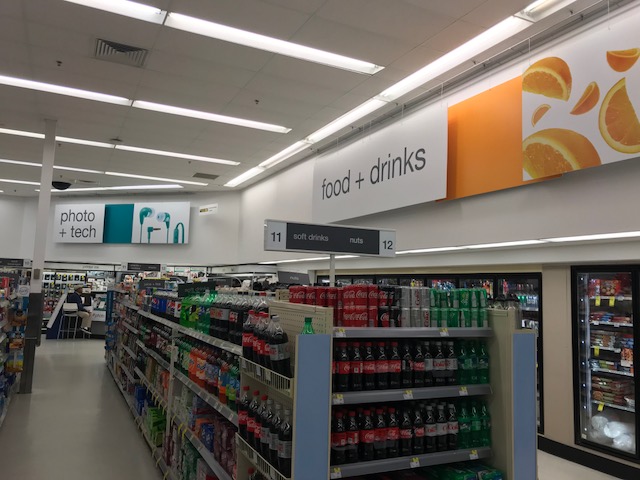 food + drinks
photo
+ tech
11
soft drinks
nuts
12